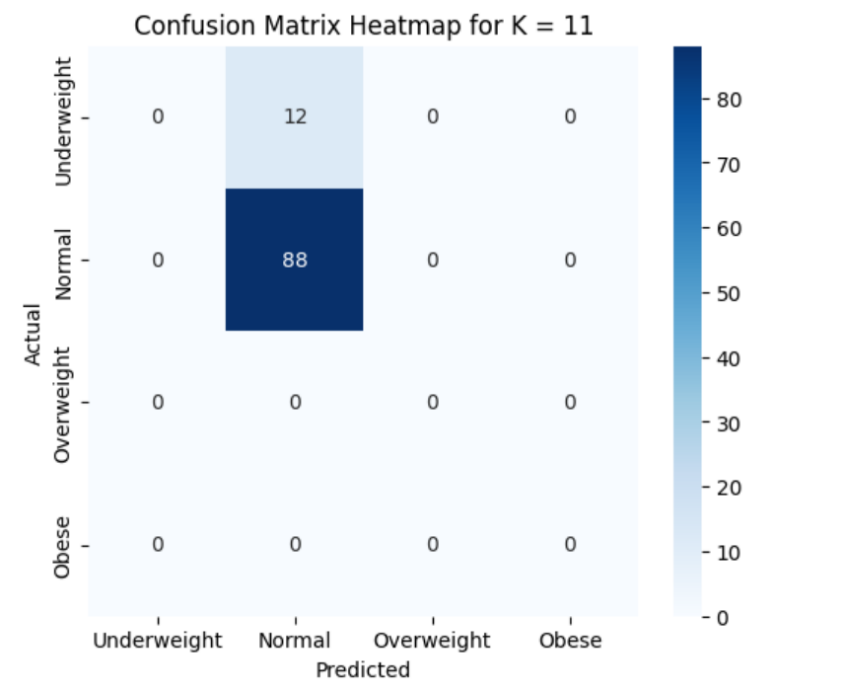 Confusion Matrix Heatmap for K = 11
Actual
Underweight 0 12 0 0
Normal 0 88 0 0
Overweight 0 0 0 0
Obese 0 0 0 0
Underweight Normal Overweight Obese
Predicted
80
70
60
50
40
30
20
10
0